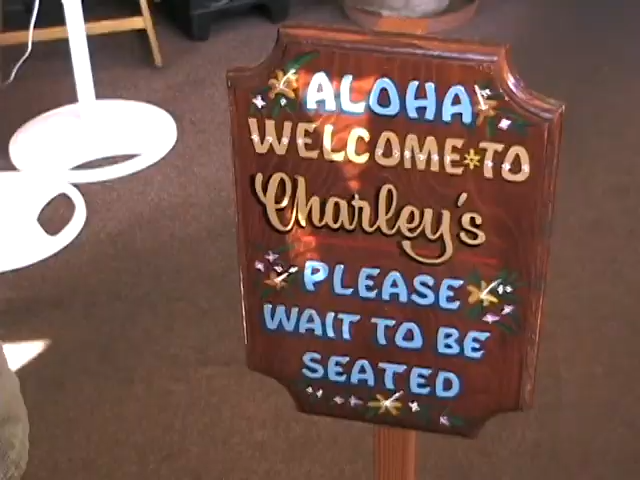 ALOHA
WELCOME TO
Charley's
PLEASE
WAIT TO BE
SEATED